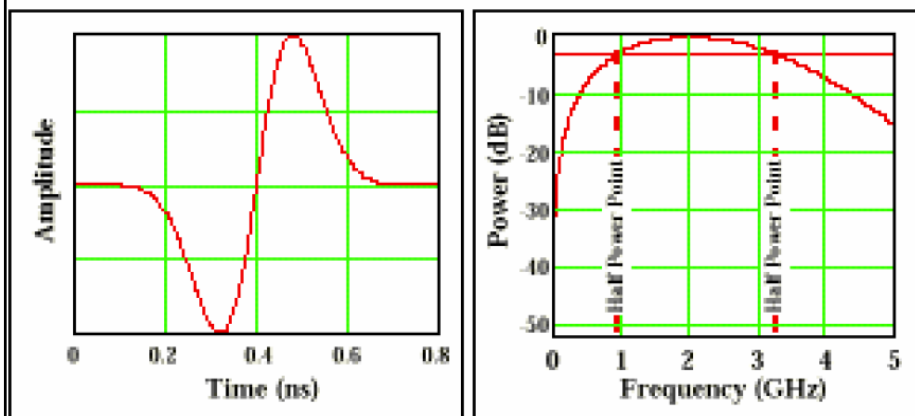 Amplitude
0
0.2
0.4
0.6
0.8
Time (ns)
Power (dB)
0
-10
-20
-30
-40
-50
Half Power Point
Half Power Point
0
1
2
3
4
5
Frequency (GHz)